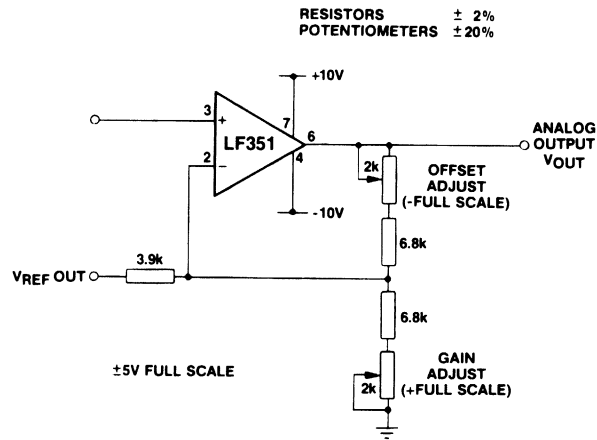 RESISTORS ± 2%
POTENTIOMETERS ±20%
+10V
3
+
7
LF351
6
2
−
4
-10V
ANALOG
OUTPUT
VOUT
2k
OFFSET
ADJUST
(-FULL SCALE)
6.8k
3.9k
VREF OUT
6.8k
±5V FULL SCALE
2k
GAIN
ADJUST
(+FULL SCALE)